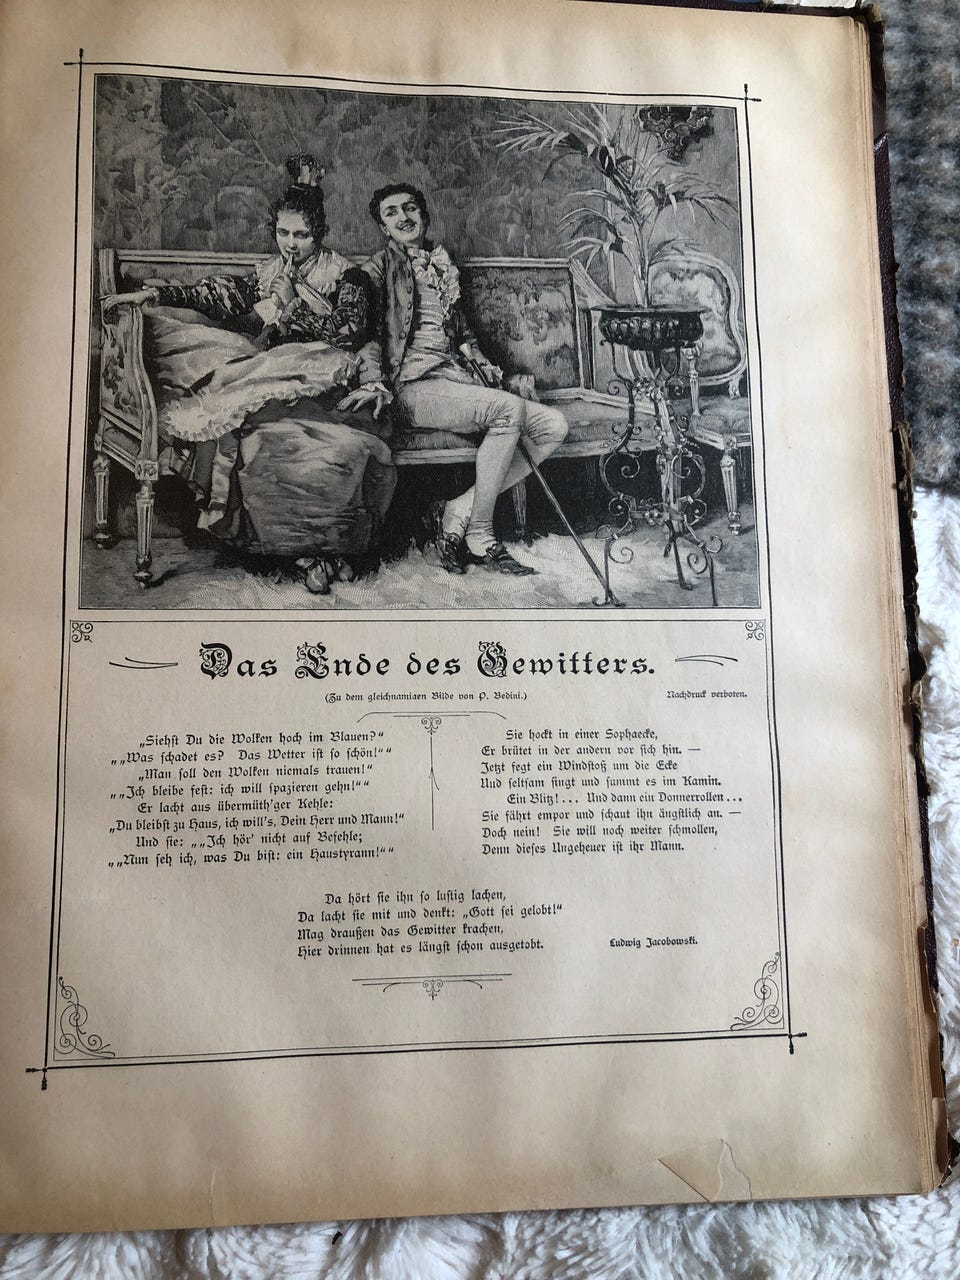 Das Ende des Gewitters.
(Zu dem gleichnamigen Bilde von P. Bedini.)
Nachdruck verboten.
„Siehst Du die Wolken hoch im Blauen?“
„„Was schadet es? Das Wetter ist so schön!““
„Man soll den Wolken niemals trauen!“
„„Ich bleibe fest: ich will spazieren gehn!““
Er lacht aus übermüth'ger Kehle:
„Du bleibst zu Haus, ich will's, Dein Herr und Mann!“
Und sie: „„Ich hör' nicht auf Befehle;
„„Nun seh ich, was Du bist: ein Haustyrann!““
Sie hockt in einer Sophaecke,
Er brütet in der andern vor sich hin. —
Jetzt fegt ein Windstoß um die Ecke
Und seltsam singt und summt es im Kamin.
Ein Blitz! ... Und dann ein Donnerrollen ...
Sie fährt empor und schaut ihn ängstlich an. —
Doch nein! Sie will noch weiter schmollen,
Denn dieses Ungeheuer ist ihr Mann.
Da hört sie ihn so lustig lachen,
Da lacht sie mit und denkt: „Gott sei gelobt!“
Mag draußen das Gewitter krachen,
Hier drinnen hat es längst schon ausgetobt.
Ludwig Jacobowski.